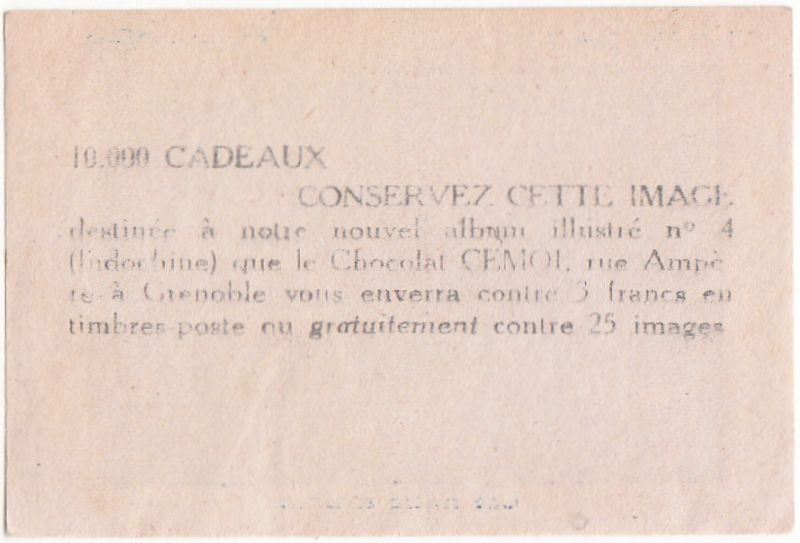 10.000 CADEAUX
CONSERVEZ CETTE IMAGE
destinée à notre nouvel album illustré n° 4
(Indochine) que le Chocolat CEMOI, rue Ampè-
re à Grenoble vous enverra contre 3 francs en
timbres-poste ou gratuitement contre 25 images